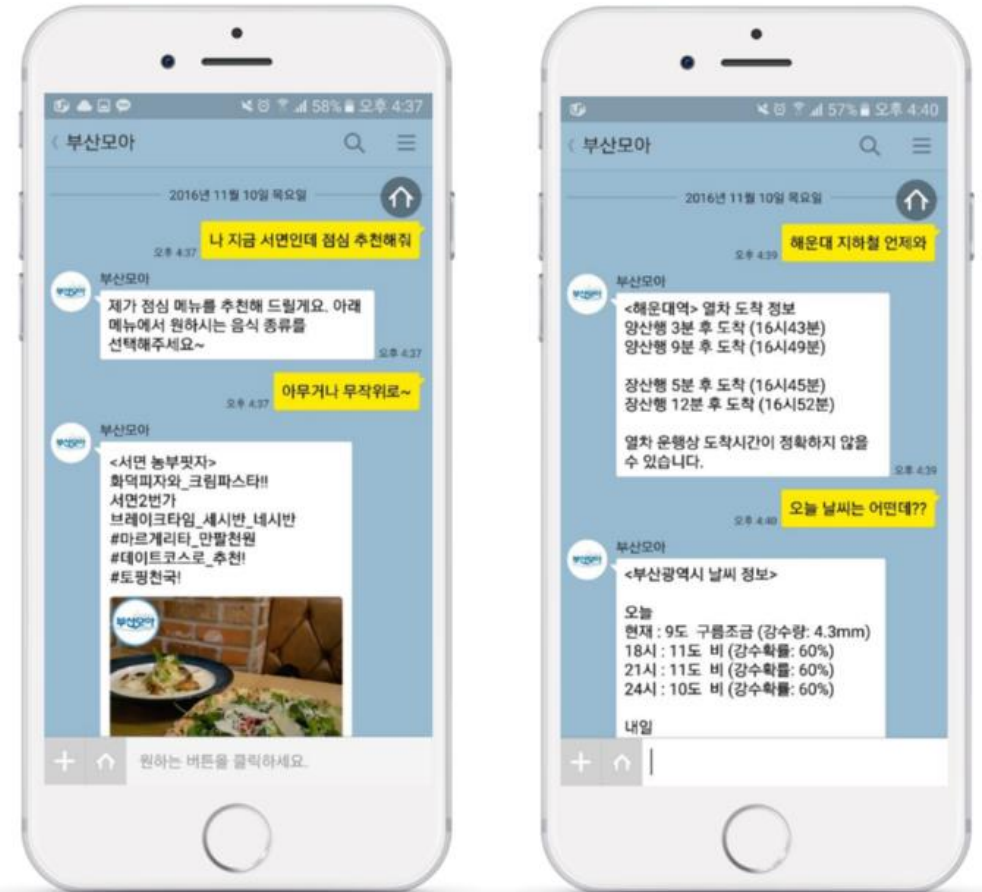 58% 오후 4:37
부산모아
2016년 11월 10일 목요일
나 지금 서면인데 점심 추천해줘
오후 4:37
부산모아
부산모아
제가 점심 메뉴를 추천해 드릴게요. 아래
메뉴에서 원하시는 음식 종류를
선택해주세요~
오후 4:37
아무거나 무작위로~
오후 4:37
부산모아
부산모아
<서면 농부핏자>
화덕피자와_크림파스타!!
서면2번가
브레이크타임_세시반_네시반
#마르게리타_만팔천원
#데이트코스로_추천!
#토핑천국!
부산모아
원하는 버튼을 클릭하세요.
57% 오후 4:40
부산모아
2016년 11월 10일 목요일
해운대 지하철 언제와
오후 4:39
부산모아
부산모아
<해운대역> 열차 도착 정보
양산행 3분 후 도착 (16시43분)
양산행 9분 후 도착 (16시49분)
장산행 5분 후 도착 (16시45분)
장산행 12분 후 도착 (16시52분)
열차 운행상 도착시간이 정확하지 않을
수 있습니다.
오후 4:39
오늘 날씨는 어떤데??
오후 4:40
부산모아
부산모아
<부산광역시 날씨 정보>
오늘
현재 : 9도 구름조금 (강수량: 4.3mm)
18시 : 11도 비 (강수확률: 60%)
21시 : 11도 비 (강수확률: 60%)
24시 : 10도 비 (강수확률: 60%)
내일